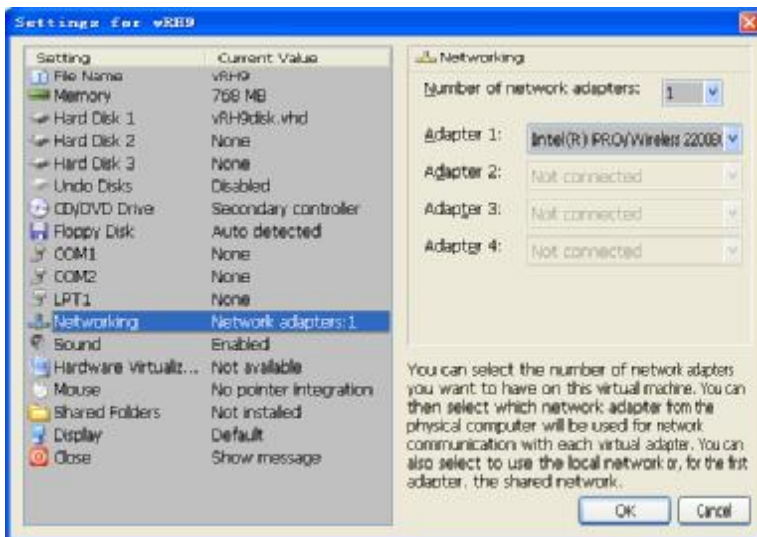 Settings for vRH9
Setting Current Value
File Name vRH9
Memory 768 MB
Hard Disk 1 vRH9disk.vhd
Hard Disk 2 None
Hard Disk 3 None
Undo Disks Disabled
CD/DVD Drive Secondary controller
Floppy Disk Auto detected
COM1 None
COM2 None
LPT1 None
Networking Network adapters:1
Sound Enabled
Hardware Virtualiz... Not available
Mouse No pointer integration
Shared Folders Not installed
Display Default
Close Show message
Networking
Number of network adapters: 1
Adapter 1: Intel(R) PRO/Wireless 2200B
Adapter 2: Not connected
Adapter 3: Not connected
Adapter 4: Not connected
You can select the number of network adapters
you want to have on this virtual machine. You can
then select which network adapter from the
physical computer will be used for network
communication with each virtual adapter. You can
also select to use the local network or, for the first
adapter, the shared network.
OK Cancel